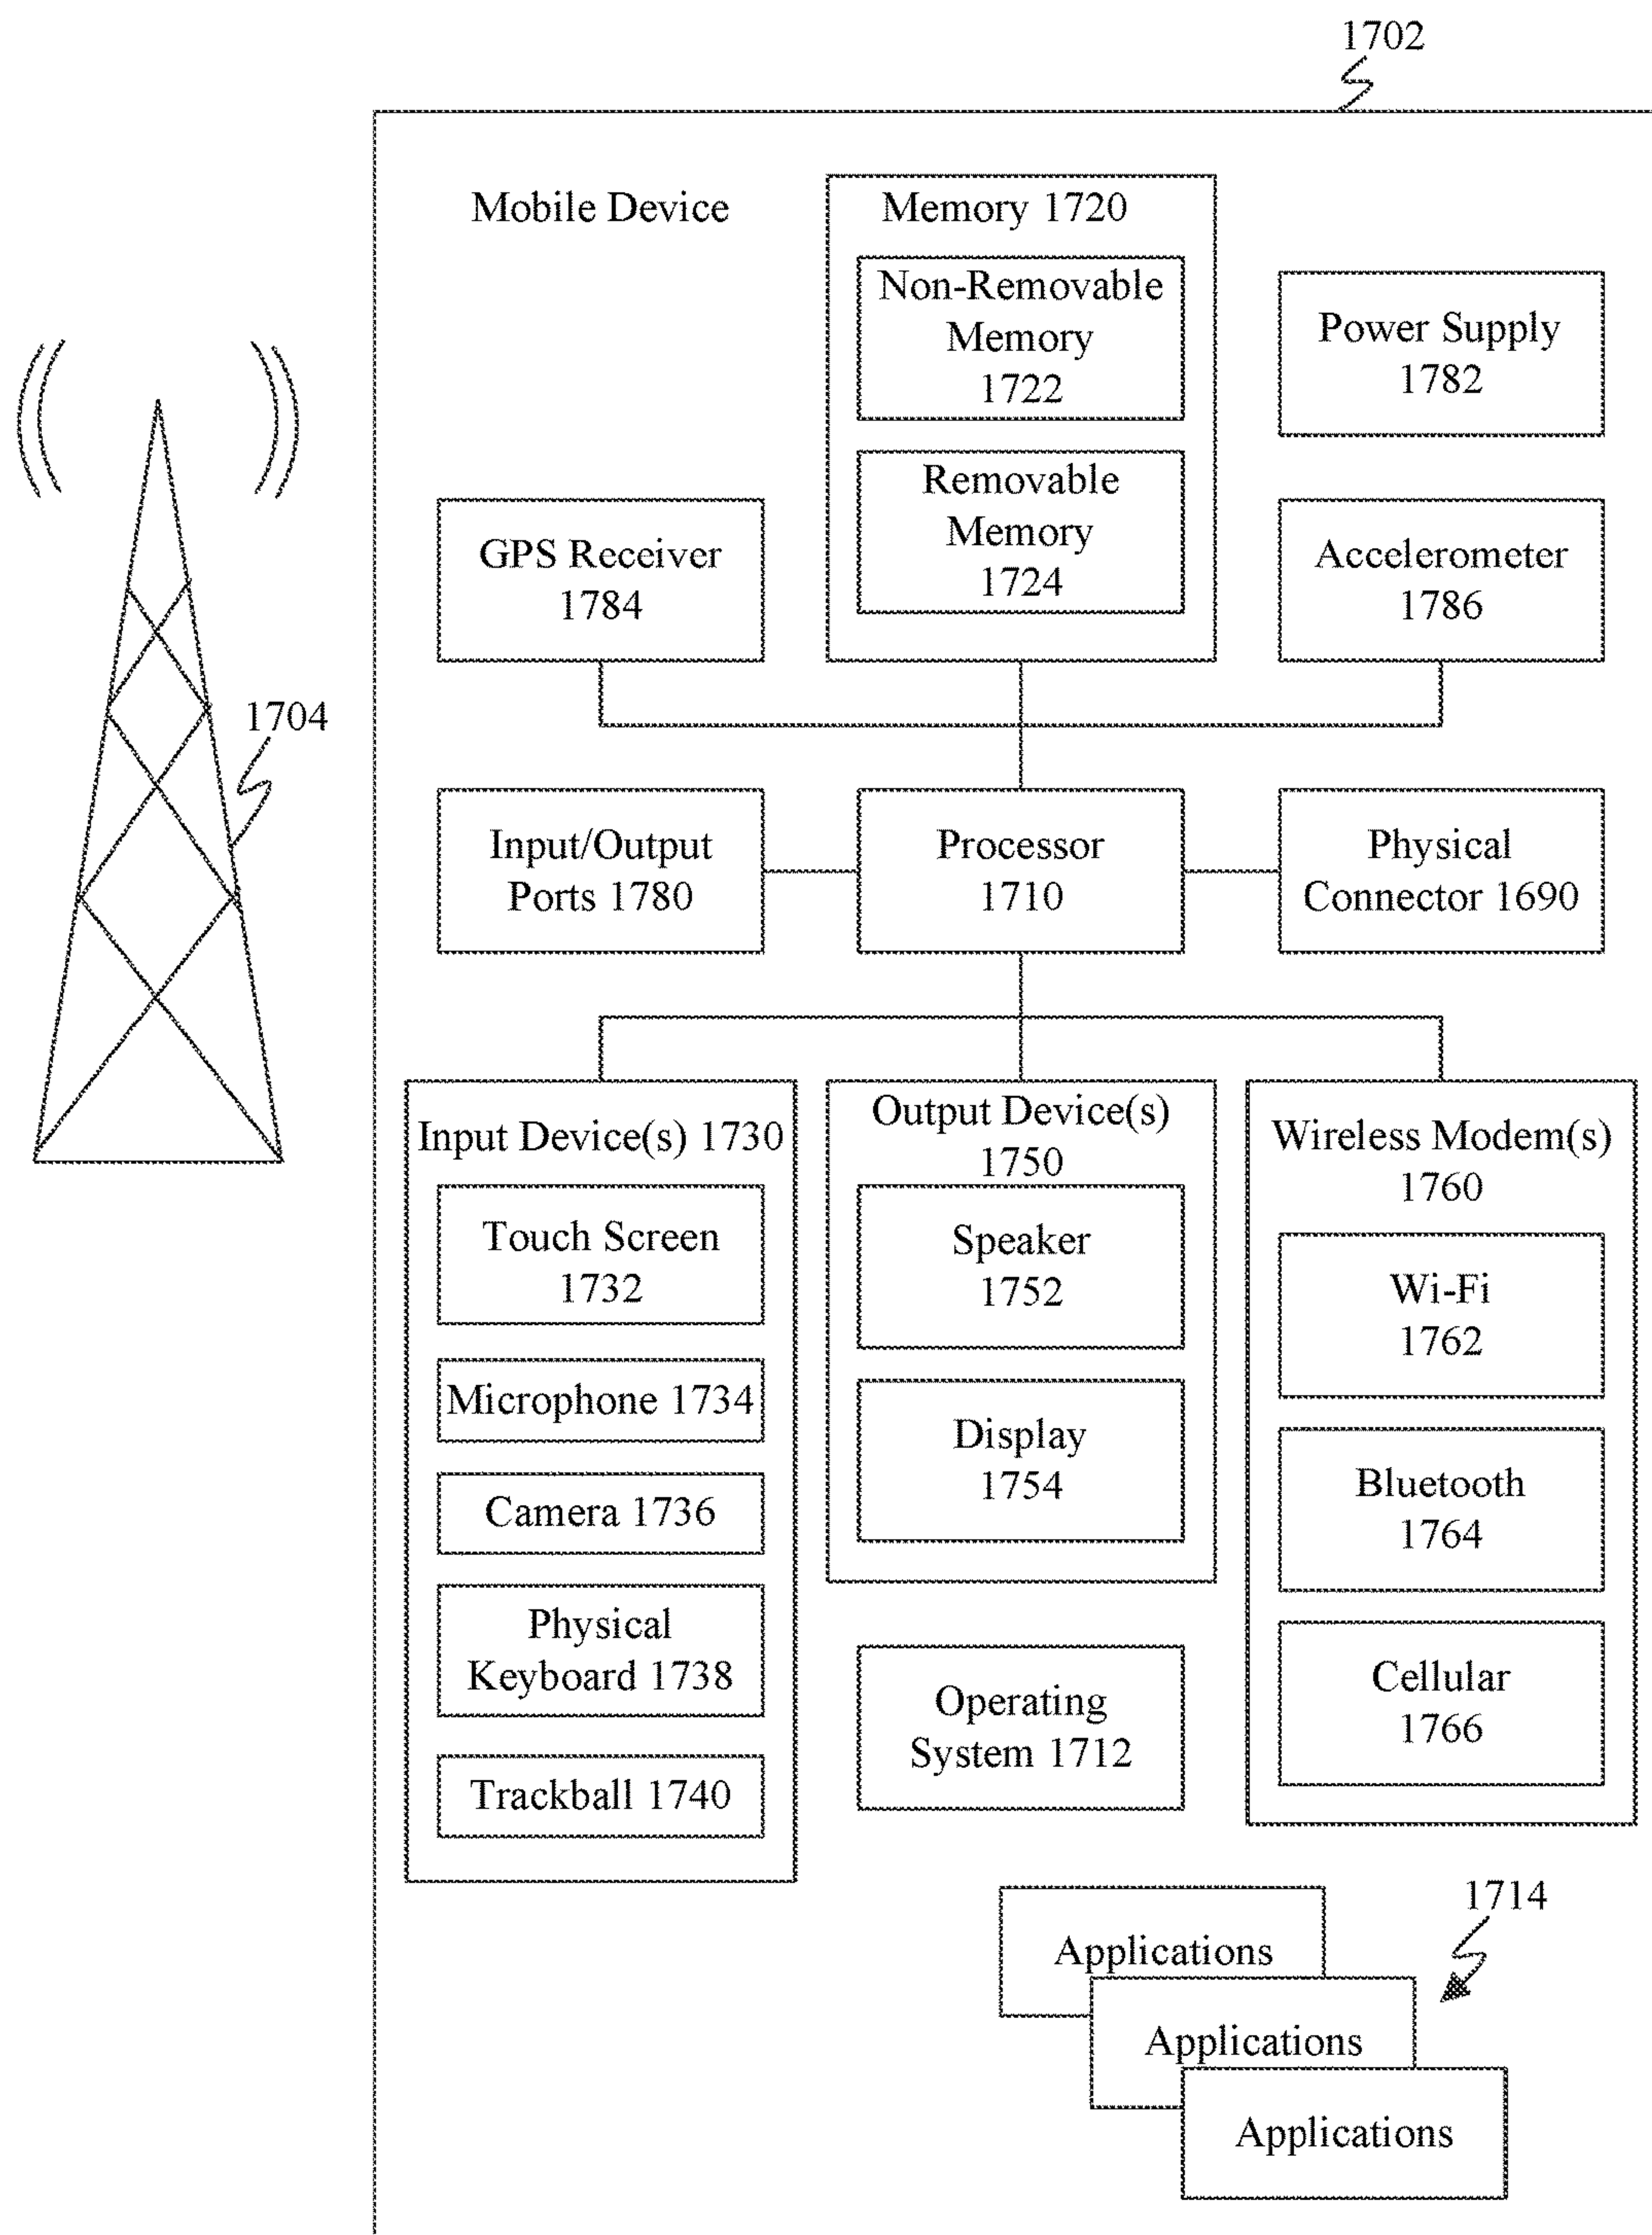 1702
Mobile Device
Memory 1720
Non-Removable
Memory
1722
Removable
Memory
1724
Power Supply
1782
GPS Receiver
1784
Accelerometer
1786
1704
Input/Output
Ports 1780
Processor
1710
Physical
Connector 1690
Input Device(s) 1730
Touch Screen
1732
Microphone 1734
Camera 1736
Physical
Keyboard 1738
Trackball 1740
Output Device(s)
1750
Speaker
1752
Display
1754
Operating
System 1712
Wireless Modem(s)
1760
Wi-Fi
1762
Bluetooth
1764
Cellular
1766
1714
Applications
Applications
Applications